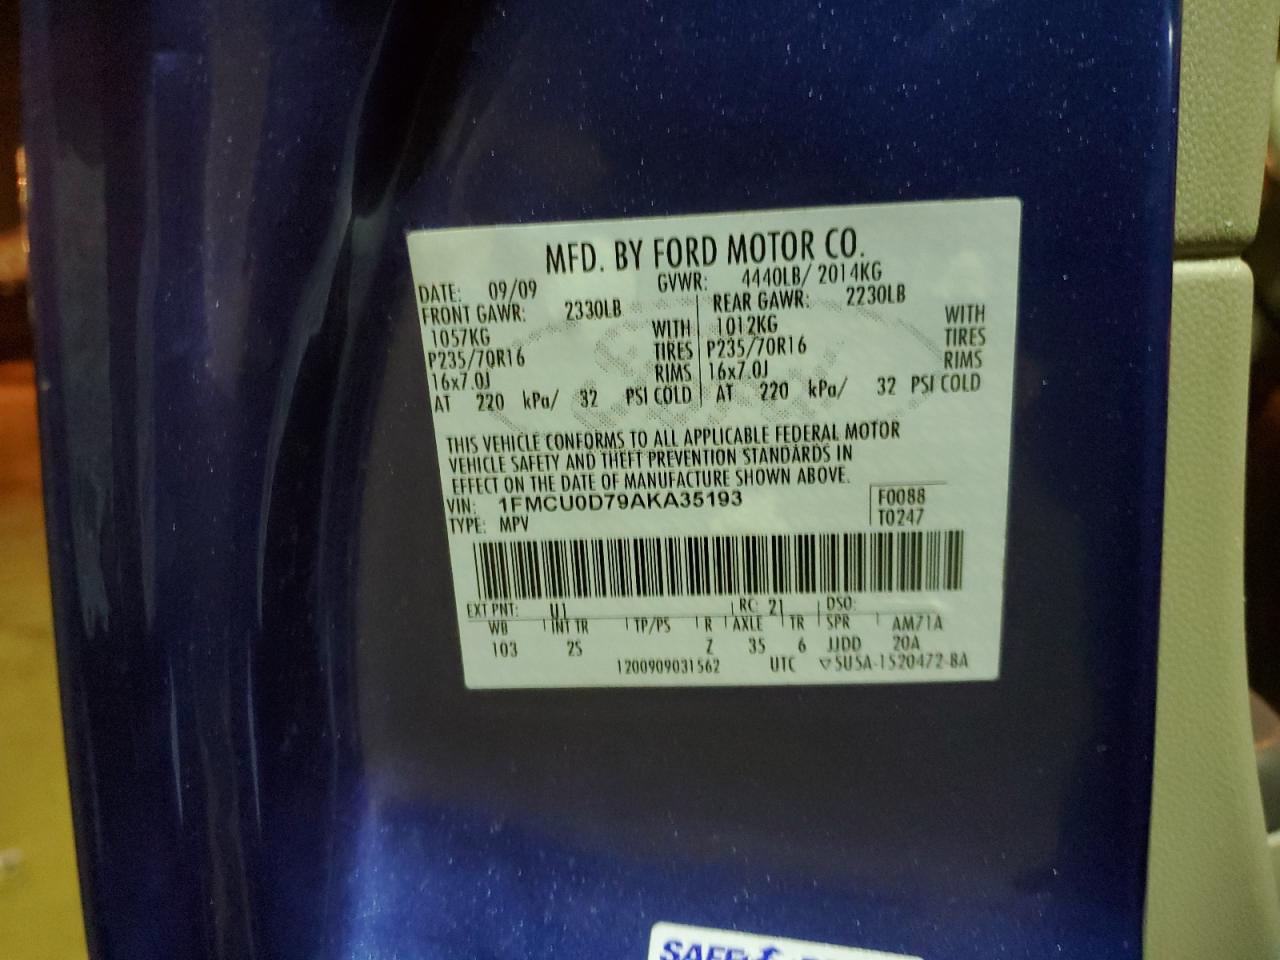 MFD. BY FORD MOTOR CO.
DATE: 09/09 GVWR: 4440LB/ 2014KG
FRONT GAWR: 2330LB REAR GAWR: 2230LB
1057KG WITH 1012KG WITH
P235/70R16 TIRES P235/70R16 TIRES
16x7.0J RIMS 16x7.0J RIMS
AT 220 kPa/ 32 PSI COLD AT 220 kPa/ 32 PSI COLD
THIS VEHICLE CONFORMS TO ALL APPLICABLE FEDERAL MOTOR
VEHICLE SAFETY AND THEFT PREVENTION STANDARDS IN
EFFECT ON THE DATE OF MANUFACTURE SHOWN ABOVE.
VIN: 1FMCU0D79AKA35193 F0088
TYPE: MPV T0247
EXT PNT: U1 RC: 21 DSO:
WB INT TR TP/PS R AXLE TR SPR AM71A
103 2S Z 35 6 JJDD 20A
1200909031562 UTC ▽5U5A-1520472-BA